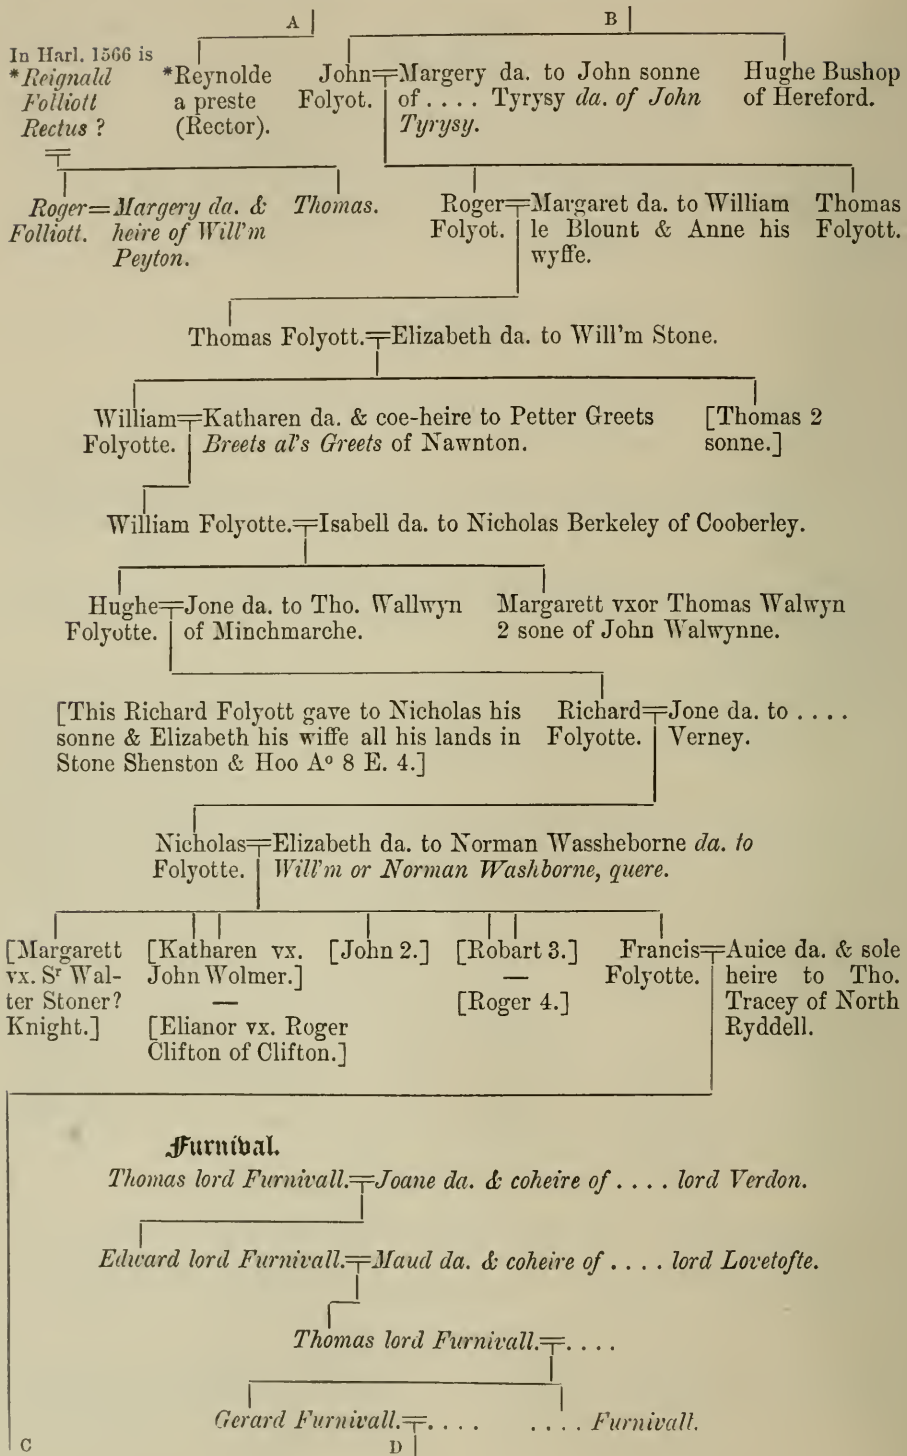 A
B
In Harl. 1566 is
*Reignald
Folliott
Rectus ?
*Reynolde
a preste
(Rector).
John
Folyot.
Margery da. to John sonne
of . . . . Tyrysy da. of John
Tyrysy.
Hughe Bushop
of Hereford.
Roger=Margery da. &
Folliott. heire of Will'm
Peyton.
Thomas.
Roger
Folyot.
Margaret da. to William
le Blount & Anne his
wyffe.
Thomas
Folyott.
Thomas Folyott.=Elizabeth da. to Will'm Stone.
William
Folyotte.
Katharen da. & coe-heire to Petter Greets
Breets al's Greets of Nawnton.
[Thomas 2
sonne.]
William Folyotte.=Isabell da. to Nicholas Berkeley of Cooberley.
Hughe
Folyotte.
Jone da. to Tho. Wallwyn
of Minchmarche.
Margarett vxor Thomas Walwyn
2 sone of John Walwynne.
[This Richard Folyott gave to Nicholas his
sonne & Elizabeth his wiffe all his lands in
Stone Shenston & Hoo Aº 8 E. 4.]
Richard
Folyotte.
Jone da. to . . . .
Verney.
Nicholas
Folyotte.
Elizabeth da. to Norman Wassheborne da. to
Will'm or Norman Washborne, quere.
[Margarett
vx. Sʳ Wal-
ter Stoner?
Knight.]
[Katharen vx.
John Wolmer.]
—
[Elianor vx. Roger
Clifton of Clifton.]
[John 2.]
[Robart 3.]
—
[Roger 4.]
Francis
Folyotte.
Auice da. & sole
heire to Tho.
Tracey of North
Ryddell.
Furnival.
Thomas lord Furnivall.=Joane da. & coheire of . . . . lord Verdon.
Edward lord Furnivall.=Maud da. & coheire of . . . . lord Lovetofte.
Thomas lord Furnivall.=. . . .
Gerard Furnivall.=. . . .
. . . . Furnivall.
C
D